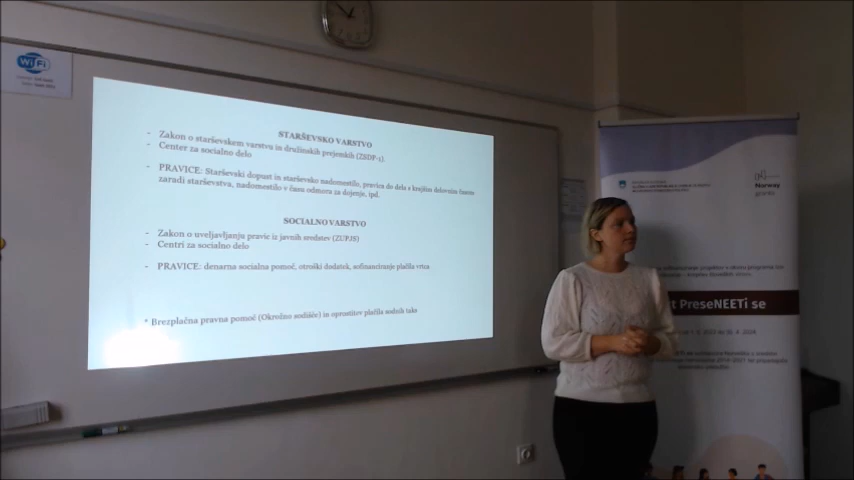 WiFi
STARŠEVSKO VARSTVO
- Zakon o starševskem varstvu in družinskih prejemkih (ZSDP-1).
- Center za socialno delo
- PRAVICE: Starševski dopust in starševsko nadomestilo, pravica do dela s krajšim delovnim časom
zaradi starševstva, nadomestilo v času odmora za dojenje, ipd.
SOCIALNO VARSTVO
- Zakon o uveljavljanju pravic iz javnih sredstev (ZUPJS)
- Centri za socialno delo
- PRAVICE: denarna socialna pomoč, otroški dodatek, sofinanciranje plačila vrtca
* Brezplačna pravna pomoč (Okrožno sodišče) in oprostitev plačila sodnih taks
Norway
grants
PreseNEETi se